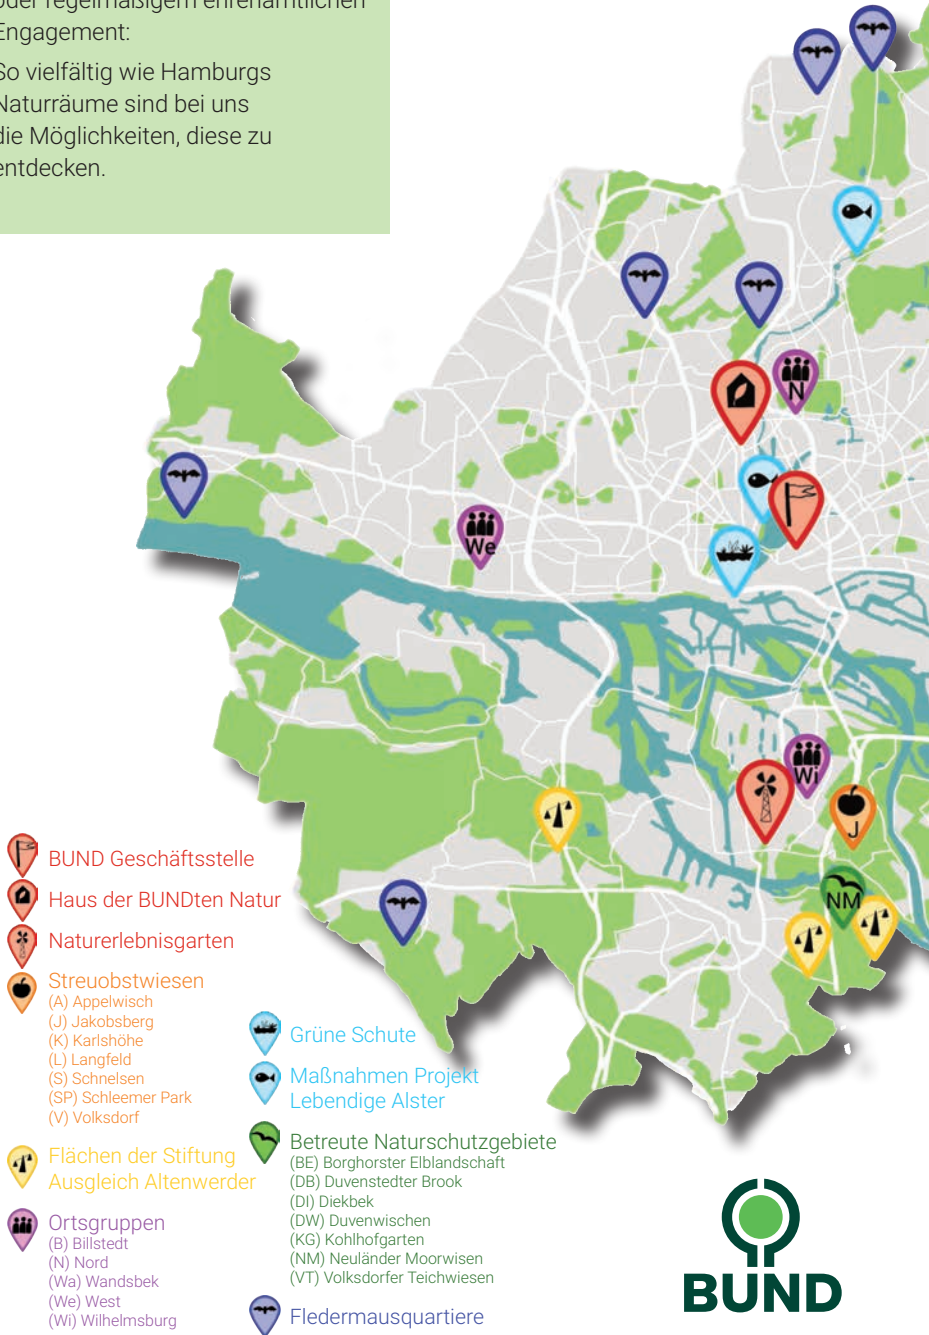 oder regelmäßigem ehrenamtlichen
Engagement:
So vielfältig wie Hamburgs
Naturräume sind bei uns
die Möglichkeiten, diese zu
entdecken.
N
We
Wi
J
NM
BUND Geschäftsstelle
Haus der BUNDten Natur
Naturerlebnisgarten
Streuobstwiesen
(A) Appelwisch
(J) Jakobsberg
(K) Karlshöhe
(L) Langfeld
(S) Schnelsen
(SP) Schleemer Park
(V) Volksdorf
Flächen der Stiftung
Ausgleich Altenwerder
Ortsgruppen
(B) Billstedt
(N) Nord
(Wa) Wandsbek
(We) West
(Wi) Wilhelmsburg
Grüne Schute
Maßnahmen Projekt
Lebendige Alster
Betreute Naturschutzgebiete
(BE) Borghorster Elblandschaft
(DB) Duvenstedter Brook
(DI) Diekbek
(DW) Duvenwischen
(KG) Kohlhofgarten
(NM) Neuländer Moorwisen
(VT) Volksdorfer Teichwiesen
Fledermausquartiere
BUND